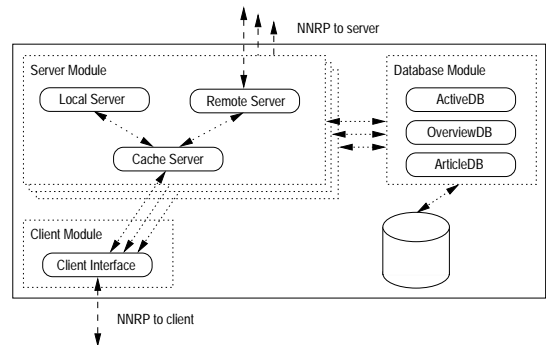 NNRP to server
Server Module
Database Module
Local Server
Remote Server
ActiveDB
OverviewDB
Cache Server
ArticleDB
Client Module
Client Interface
NNRP to client